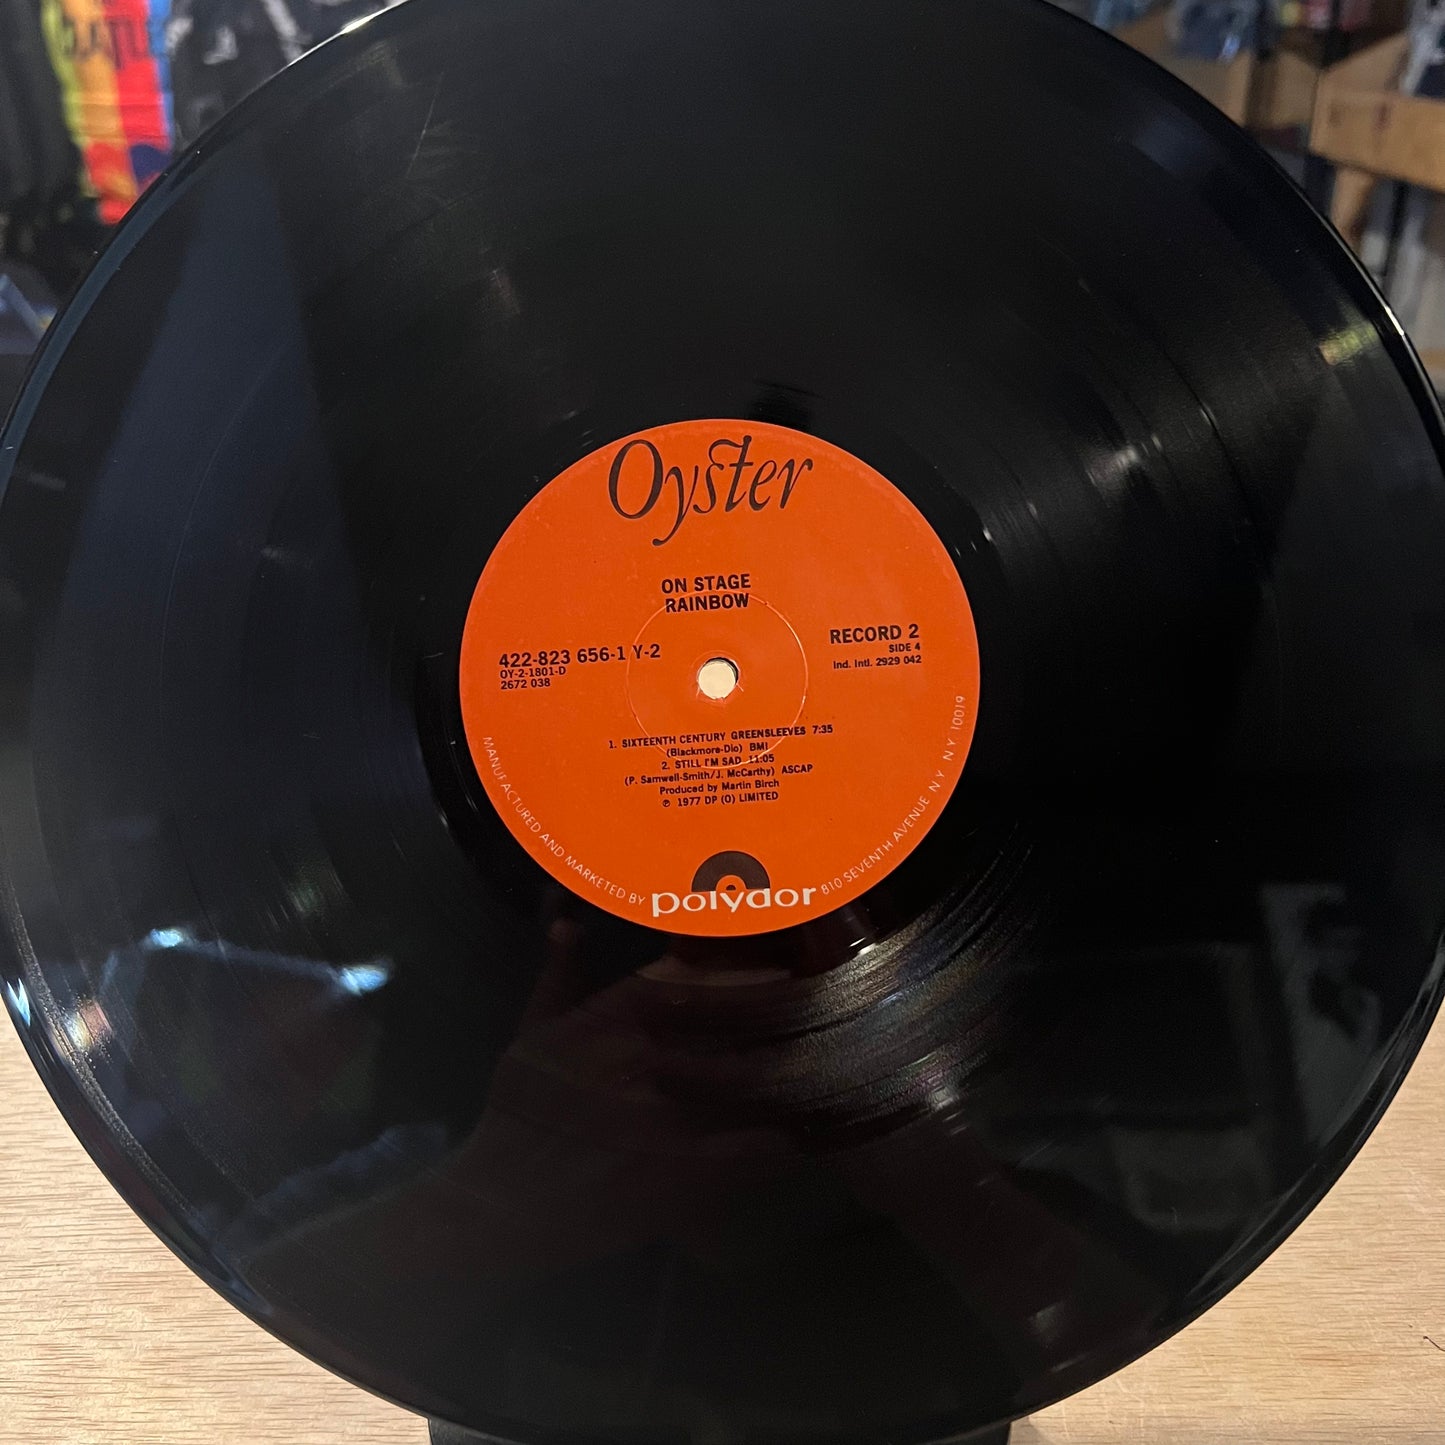 Oyster
ON STAGE
RAINBOW
422-823 656-1 Y-2
OY-2-1801-D
2672 038
RECORD 2
SIDE 4
Ind. Intl. 2929 042
1. SIXTEENTH CENTURY GREENSLEEVES 7:35
(Blackmore-Dio) BMI
2. STILL I'M SAD 11:05
(P. Samwell-Smith/J. McCarthy) ASCAP
Produced by Martin Birch
℗ 1977 DP (O) LIMITED
MANUFACTURED AND MARKETED BY polydor 810 SEVENTH AVENUE N Y N Y 10019